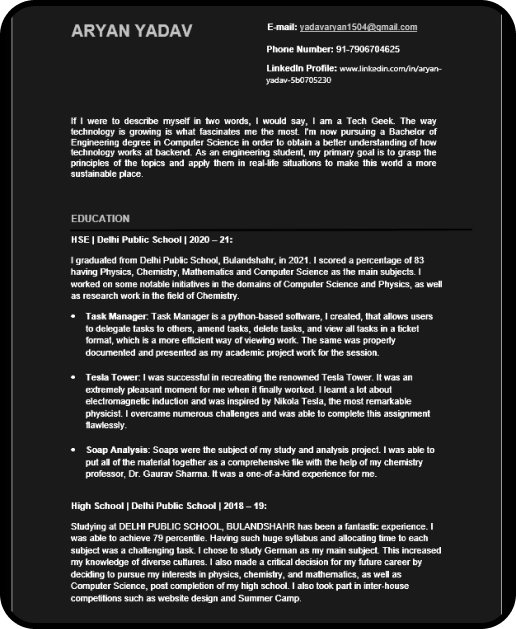 ARYAN YADAV
E-mail: yadavaryan1504@gmail.com
Phone Number: 91-7906704625
LinkedIn Profile: www.linkedin.com/in/aryan-
yadav-5b0705230
If I were to describe myself in two words, I would say, I am a Tech Geek. The way
technology is growing is what fascinates me the most. I'm now pursuing a Bachelor of
Engineering degree in Computer Science in order to obtain a better understanding of how
technology works at backend. As an engineering student, my primary goal is to grasp the
principles of the topics and apply them in real-life situations to make this world a more
sustainable place.
EDUCATION
HSE | Delhi Public School | 2020 – 21:
I graduated from Delhi Public School, Bulandshahr, in 2021. I scored a percentage of 83
having Physics, Chemistry, Mathematics and Computer Science as the main subjects. I
worked on some notable initiatives in the domains of Computer Science and Physics, as well
as research work in the field of Chemistry.
• Task Manager: Task Manager is a python-based software, I created, that allows users
to delegate tasks to others, amend tasks, delete tasks, and view all tasks in a ticket
format, which is a more efficient way of viewing work. The same was properly
documented and presented as my academic project work for the session.
• Tesla Tower: I was successful in recreating the renowned Tesla Tower. It was an
extremely pleasant moment for me when it finally worked. I learnt a lot about
electromagnetic induction and was inspired by Nikola Tesla, the most remarkable
physicist. I overcame numerous challenges and was able to complete this assignment
flawlessly.
• Soap Analysis: Soaps were the subject of my study and analysis project. I was able to
put all of the material together as a comprehensive file with the help of my chemistry
professor, Dr. Gaurav Sharma. It was a one-of-a-kind experience for me.
High School | Delhi Public School | 2018 – 19:
Studying at DELHI PUBLIC SCHOOL, BULANDSHAHR has been a fantastic experience. I
was able to achieve 79 percentile. Having such huge syllabus and allocating time to each
subject was a challenging task. I chose to study German as my main subject. This increased
my knowledge of diverse cultures. I also made a critical decision for my future career by
deciding to pursue my interests in physics, chemistry, and mathematics, as well as
Computer Science, post completion of my high school. I also took part in inter-house
competitions such as website design and Summer Camp.